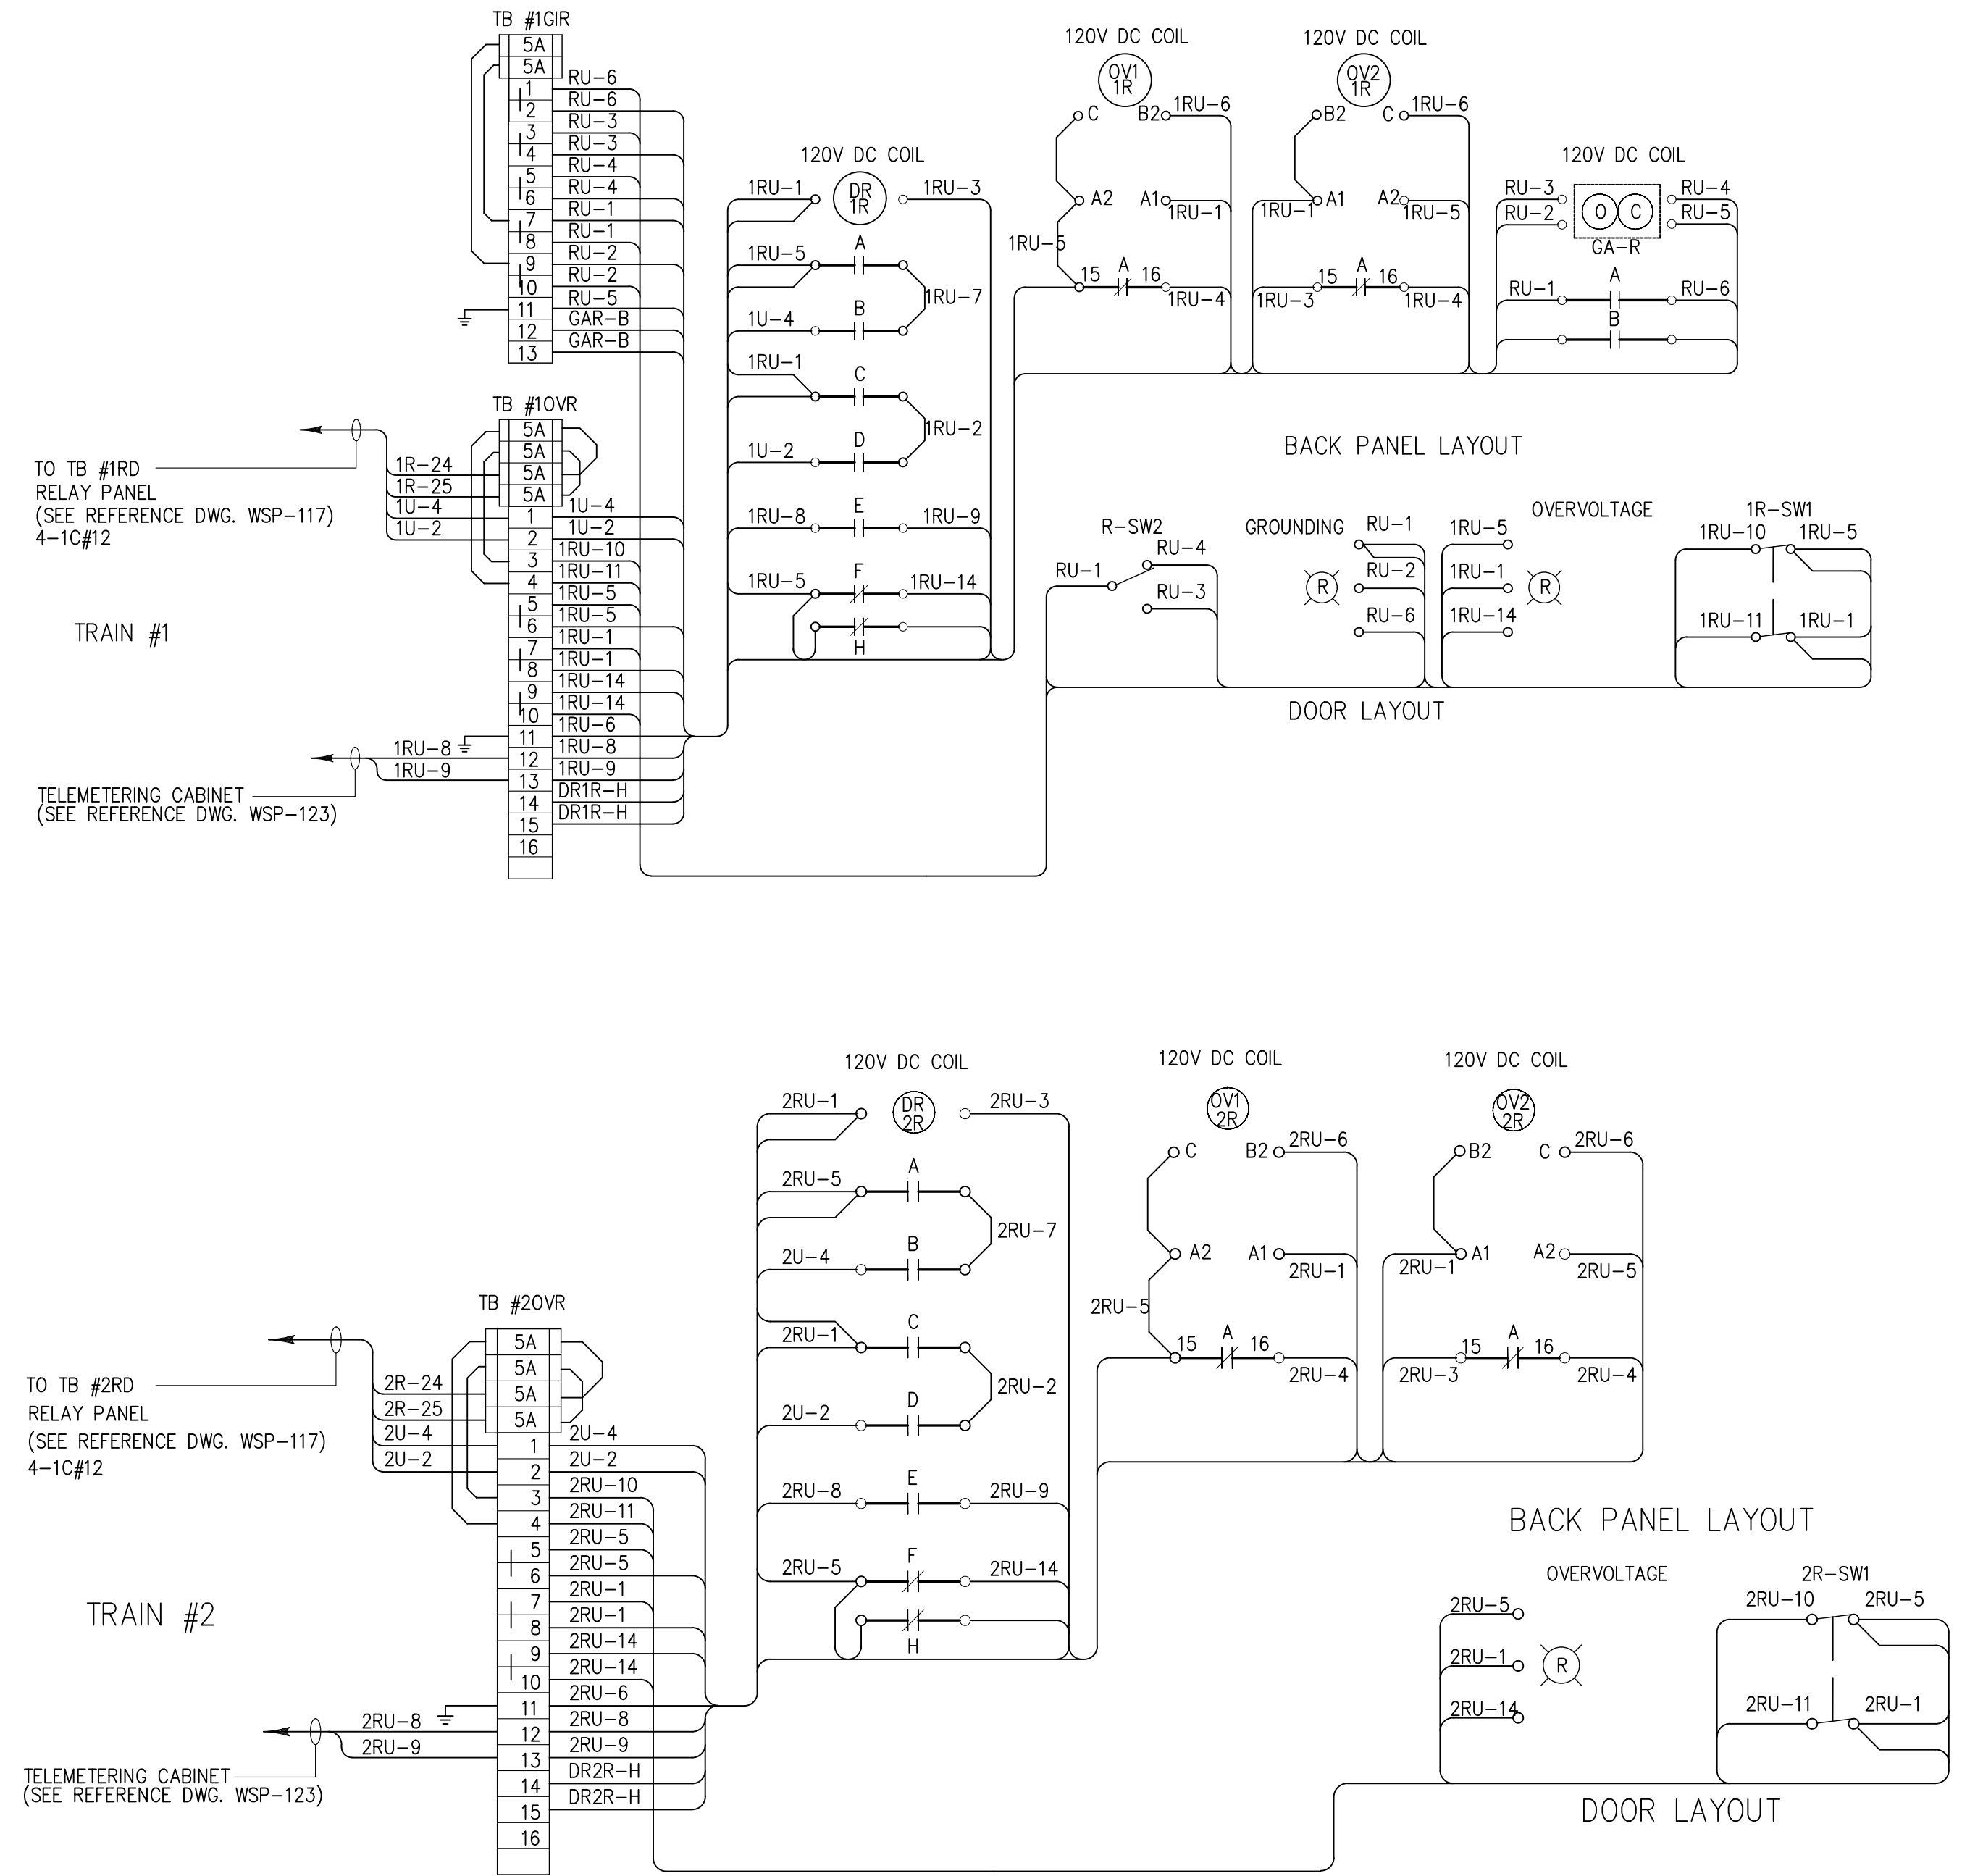 TB #1GIR
5A
5A
1
2
3
4
5
6
7
8
9
10
11
12
13
RU-6
RU-6
RU-3
RU-3
RU-4
RU-4
RU-1
RU-1
RU-2
RU-2
RU-5
GAR-B
GAR-B
TB #1OVR
5A
5A
5A
5A
1
2
3
4
5
6
7
8
9
10
11
12
13
14
15
16
1R-24
1R-25
1U-4
1U-2
1U-4
1U-2
1RU-10
1RU-11
1RU-5
1RU-5
1RU-1
1RU-1
1RU-14
1RU-14
1RU-6
1RU-8
1RU-9
DR1R-H
DR1R-H
TO TB #1RD
RELAY PANEL
(SEE REFERENCE DWG. WSP-117)
4-1C#12
TRAIN #1
1RU-8
1RU-9
TELEMETERING CABINET
(SEE REFERENCE DWG. WSP-123)
120V DC COIL
1RU-1
DR
1R
1RU-3
1RU-5
A
1RU-7
1U-4
B
1RU-1
C
1RU-2
1U-2
D
1RU-8
E
1RU-9
1RU-5
F
1RU-14
H
120V DC COIL
OV1
1R
C
B2
1RU-6
A2
A1
1RU-1
1RU-5
15
A
16
1RU-4
120V DC COIL
OV2
1R
B2
C
1RU-6
1RU-1
A1
A2
1RU-5
15
A
16
1RU-3
1RU-4
120V DC COIL
RU-3
RU-4
RU-2
O
C
RU-5
GA-R
RU-1
A
RU-6
B
BACK PANEL LAYOUT
R-SW2
RU-4
RU-1
RU-3
GROUNDING
RU-1
R
RU-2
RU-6
OVERVOLTAGE
1RU-5
1RU-1
R
1RU-14
1R-SW1
1RU-10
1RU-5
1RU-11
1RU-1
DOOR LAYOUT
TB #2OVR
5A
5A
5A
5A
1
2
3
4
5
6
7
8
9
10
11
12
13
14
15
16
2R-24
2R-25
2U-4
2U-2
2U-4
2U-2
2RU-10
2RU-11
2RU-5
2RU-5
2RU-1
2RU-1
2RU-14
2RU-14
2RU-6
2RU-8
2RU-9
DR2R-H
DR2R-H
TO TB #2RD
RELAY PANEL
(SEE REFERENCE DWG. WSP-117)
4-1C#12
TRAIN #2
2RU-8
2RU-9
TELEMETERING CABINET
(SEE REFERENCE DWG. WSP-123)
120V DC COIL
2RU-1
DR
2R
2RU-3
2RU-5
A
2RU-7
2U-4
B
2RU-1
C
2RU-2
2U-2
D
2RU-8
E
2RU-9
2RU-5
F
2RU-14
H
120V DC COIL
OV1
2R
C
B2
2RU-6
A2
A1
2RU-1
2RU-5
15
A
16
2RU-4
120V DC COIL
OV2
2R
B2
C
2RU-6
2RU-1
A1
A2
2RU-5
15
A
16
2RU-3
2RU-4
BACK PANEL LAYOUT
OVERVOLTAGE
2RU-5
2RU-1
R
2RU-14
2R-SW1
2RU-10
2RU-5
2RU-11
2RU-1
DOOR LAYOUT